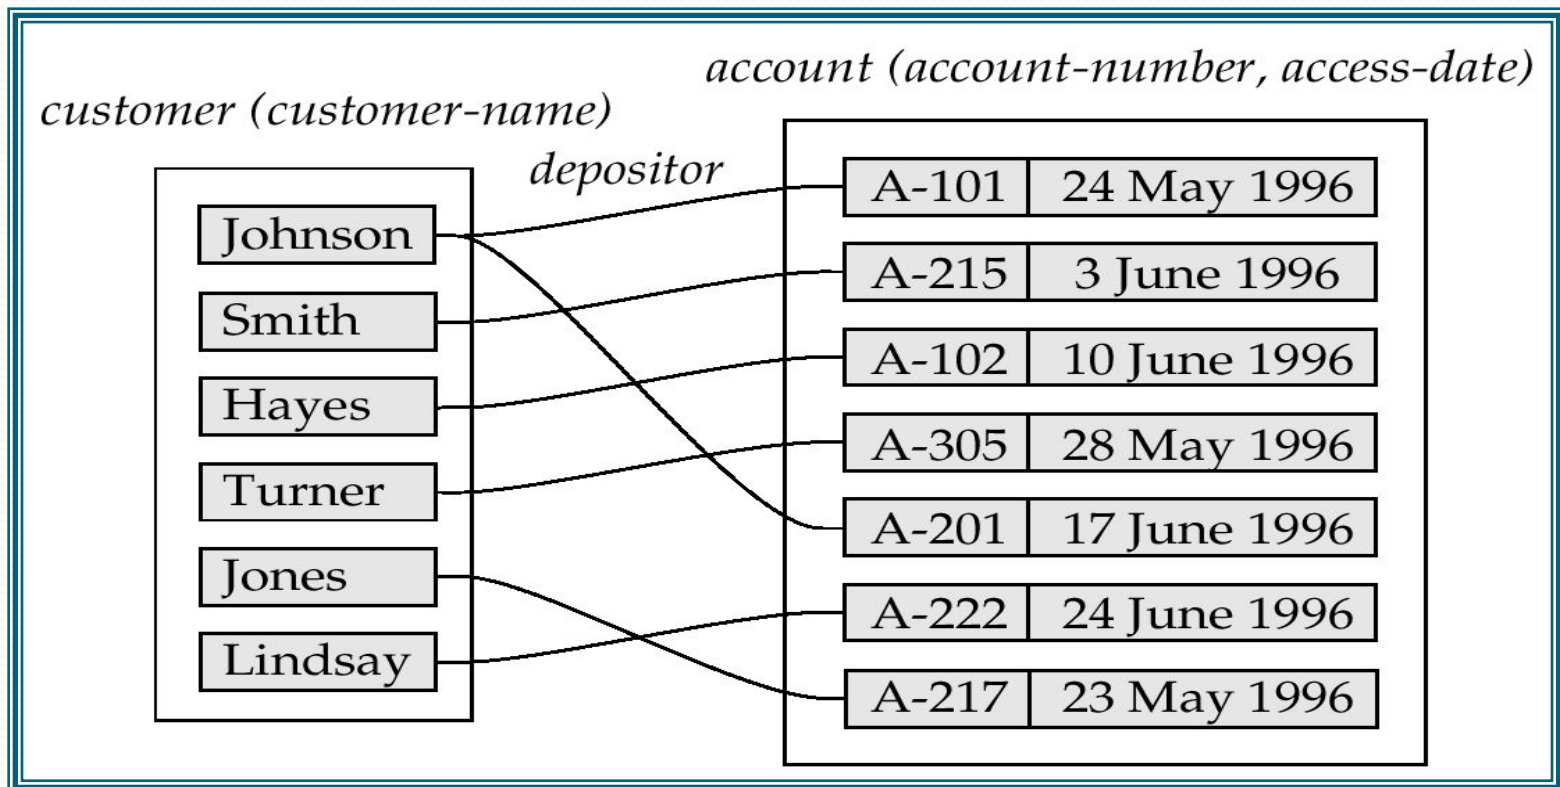 account (account-number, access-date)
customer (customer-name)
depositor
Johnson
Smith
Hayes
Turner
Jones
Lindsay
A-101 24 May 1996
A-215 3 June 1996
A-102 10 June 1996
A-305 28 May 1996
A-201 17 June 1996
A-222 24 June 1996
A-217 23 May 1996